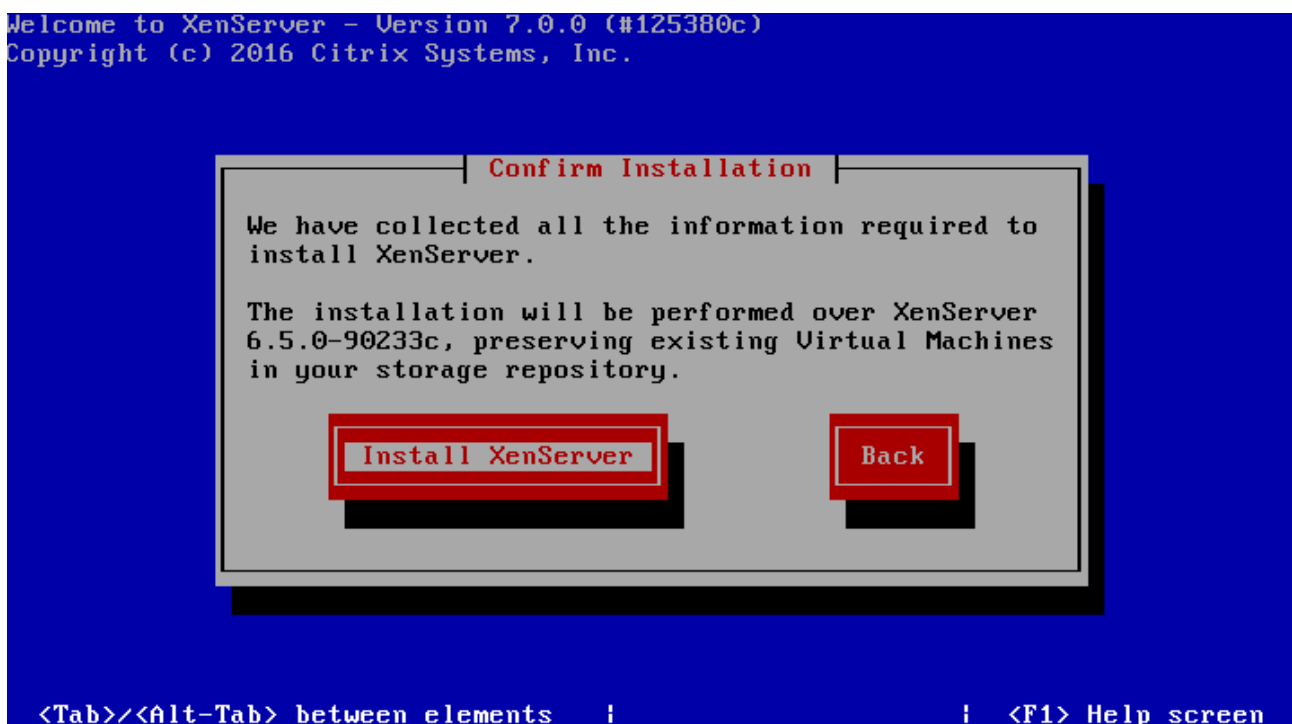 Welcome to XenServer - Version 7.0.0 (#125380c)
Copyright (c) 2016 Citrix Systems, Inc.
Confirm Installation
We have collected all the information required to
install XenServer.
The installation will be performed over XenServer
6.5.0-90233c, preserving existing Virtual Machines
in your storage repository.
Install XenServer Back
<Tab>/<Alt-Tab> between elements | | <F1> Help screen